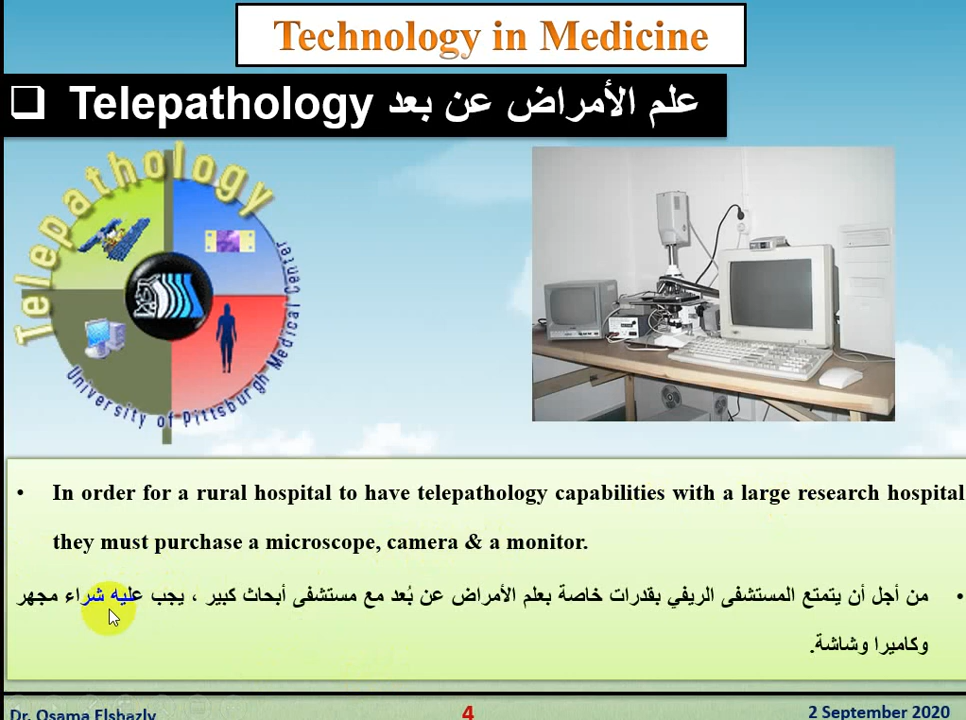 Technology in Medicine
❑ Telepathology علم الأمراض عن بعد
Telepathology
University of Pittsburgh Medical Center
• In order for a rural hospital to have telepathology capabilities with a large research hospital
they must purchase a microscope, camera & a monitor.
• من أجل أن يتمتع المستشفى الريفي بقدرات خاصة بعلم الأمراض عن بُعد مع مستشفى أبحاث كبير ، يجب عليه شراء مجهر
وكاميرا وشاشة.
Dr. Osama Elshazly
4
2 September 2020